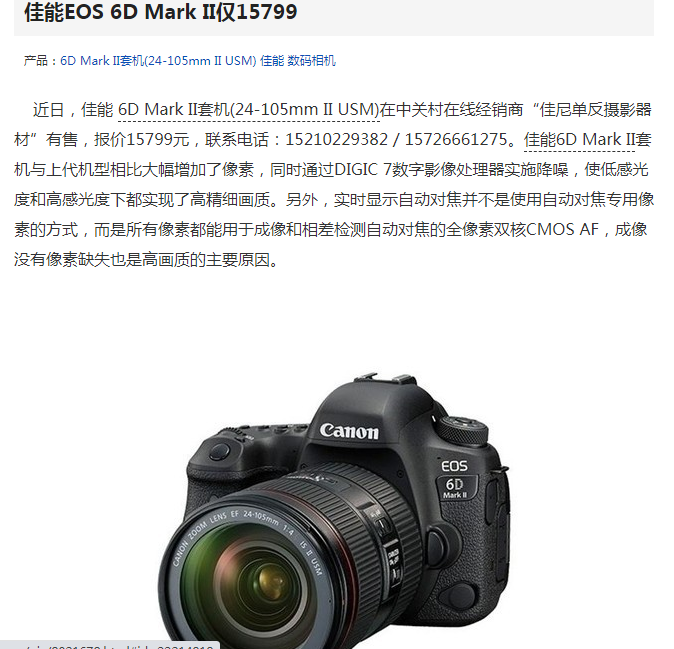 佳能EOS 6D Mark II仅15799
产品：6D Mark II套机(24-105mm II USM) 佳能 数码相机
近日，佳能 6D Mark II套机(24-105mm II USM)在中关村在线经销商“佳尼单反摄影器
材”有售，报价15799元，联系电话：15210229382 / 15726661275。佳能6D Mark II套
机与上代机型相比大幅增加了像素，同时通过DIGIC 7数字影像处理器实施降噪，使低感光
度和高感光度下都实现了高精细画质。另外，实时显示自动对焦并不是使用自动对焦专用像
素的方式，而是所有像素都能用于成像和相差检测自动对焦的全像素双核CMOS AF，成像
没有像素缺失也是高画质的主要原因。
Canon
EOS
6D
Mark II
CANON ZOOM LENS EF 24-105mm 1:4 IS II USM